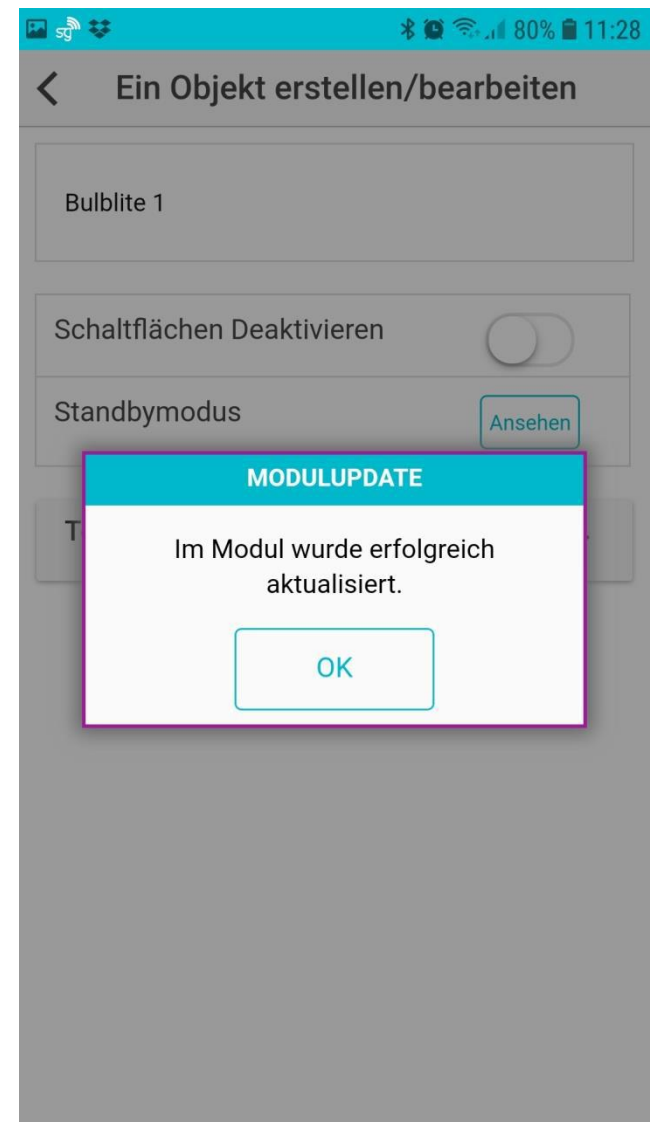 sg 80% 11:28
Ein Objekt erstellen/bearbeiten
Bulblite 1
Schaltflächen Deaktivieren
Standbymodus
Ansehen
MODULUPDATE
Im Modul wurde erfolgreich
aktualisiert.
OK